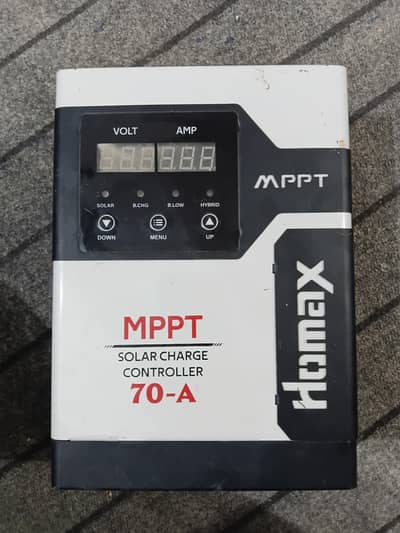 VOLT AMP
SOLAR B.CHG B.LOW HYBRID
DOWN MENU UP
MPPT
MPPT
SOLAR CHARGE
CONTROLLER
70-A
Homax